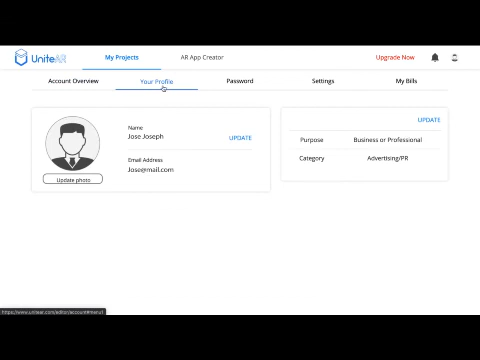 UniteAR
My Projects
AR App Creator
Upgrade Now
Account Overview
Your Profile
Password
Settings
My Bills
Name
Jose Joseph
UPDATE
Email Address
Jose@mail.com
Update photo
UPDATE
Purpose
Business or Professional
Category
Advertising/PR
https://www.unitear.com/editor/account#menu1